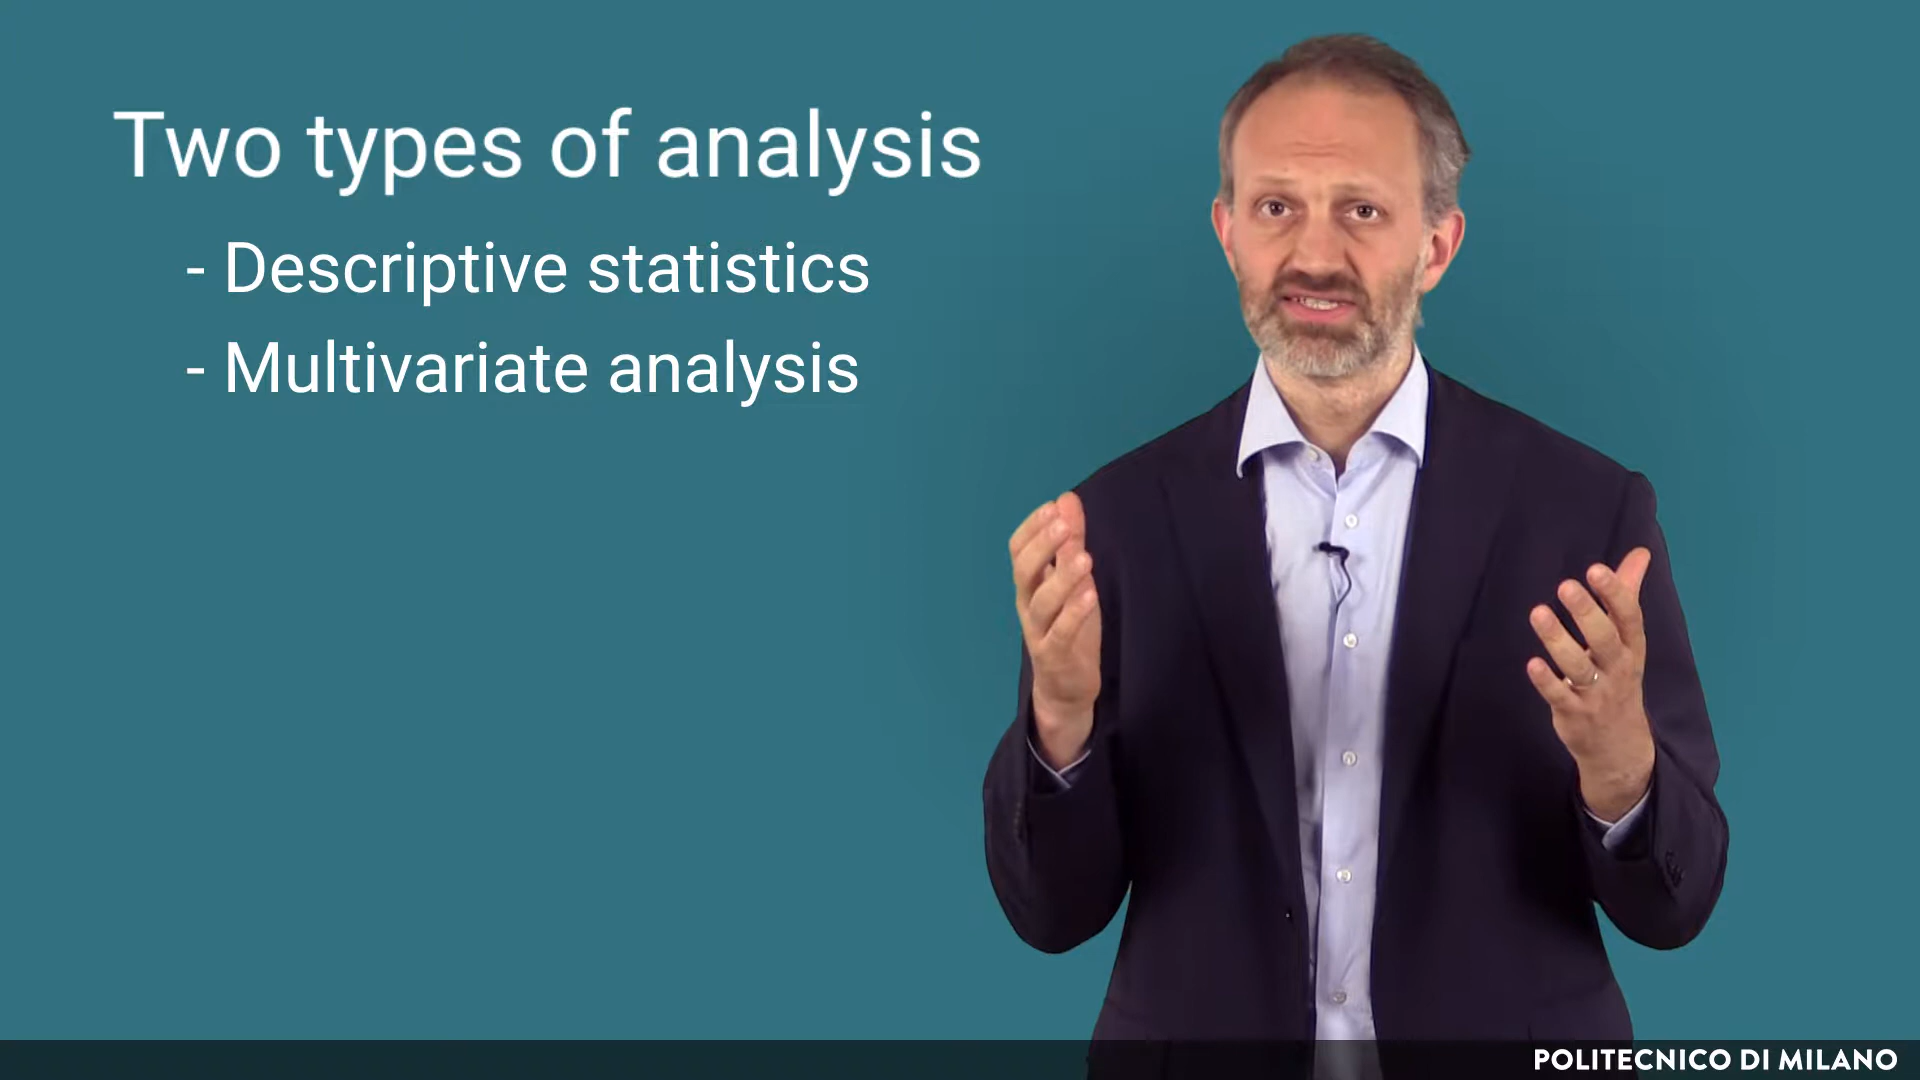 Two types of analysis
- Descriptive statistics
- Multivariate analysis
POLITECNICO DI MILANO